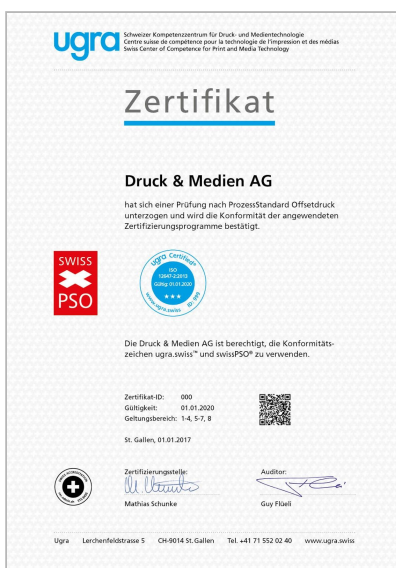 ugra
Schweizer Kompetenzzentrum für Druck- und Medientechnologie
Centre suisse de compétence pour la technologie de l'impression et des médias
Swiss Center of Competence for Print and Media Technology
Zertifikat
Druck & Medien AG
hat sich einer Prüfung nach ProzessStandard Offsetdruck
unterzogen und wird die Konformität der angewendeten
Zertifizierungsprogramme bestätigt.
SWISS
PSO
ugra Certified®
ISO
12647-2:2013
Gültig: 01.01.2020
www.ugra.swiss
Die Druck & Medien AG ist berechtigt, die Konformitäts-
zeichen ugra.swiss™ und swissPSO® zu verwenden.
Zertifikat-ID: 000
Gültigkeit: 01.01.2020
Geltungsbereich: 1-4, 5-7, 8
St. Gallen, 01.01.2017
Zertifizierungsstelle:
Auditor:
Mathias Schunke
Guy Flüeli
Ugra Lerchenfeldstrasse 5 CH-9014 St. Gallen Tel. +41 71 552 02 40 www.ugra.swiss